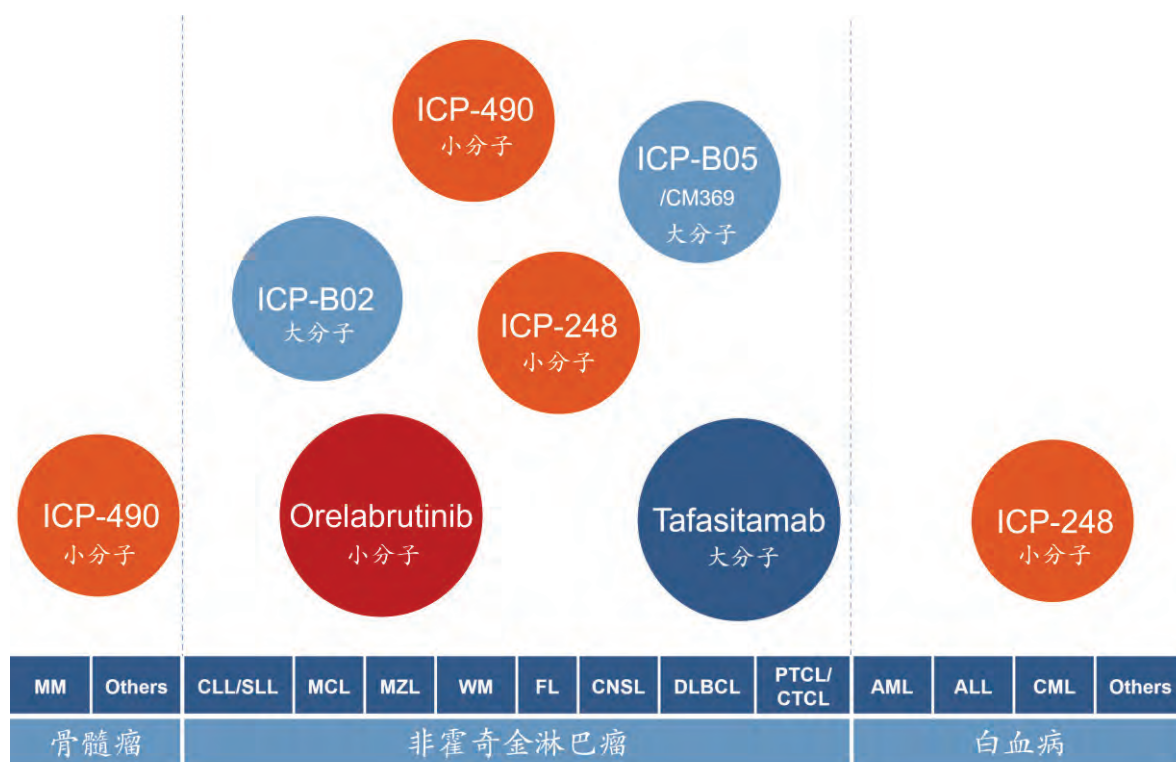 ICP-490
小分子
ICP-B05
/CM369
大分子
ICP-B02
大分子
ICP-248
小分子
ICP-490
小分子
Orelabrutinib
小分子
Tafasitamab
大分子
ICP-248
小分子
MM
Others
CLL/SLL
MCL
MZL
WM
FL
CNSL
DLBCL
PTCL/
CTCL
AML
ALL
CML
Others
骨髓瘤
非霍奇金淋巴瘤
白血病